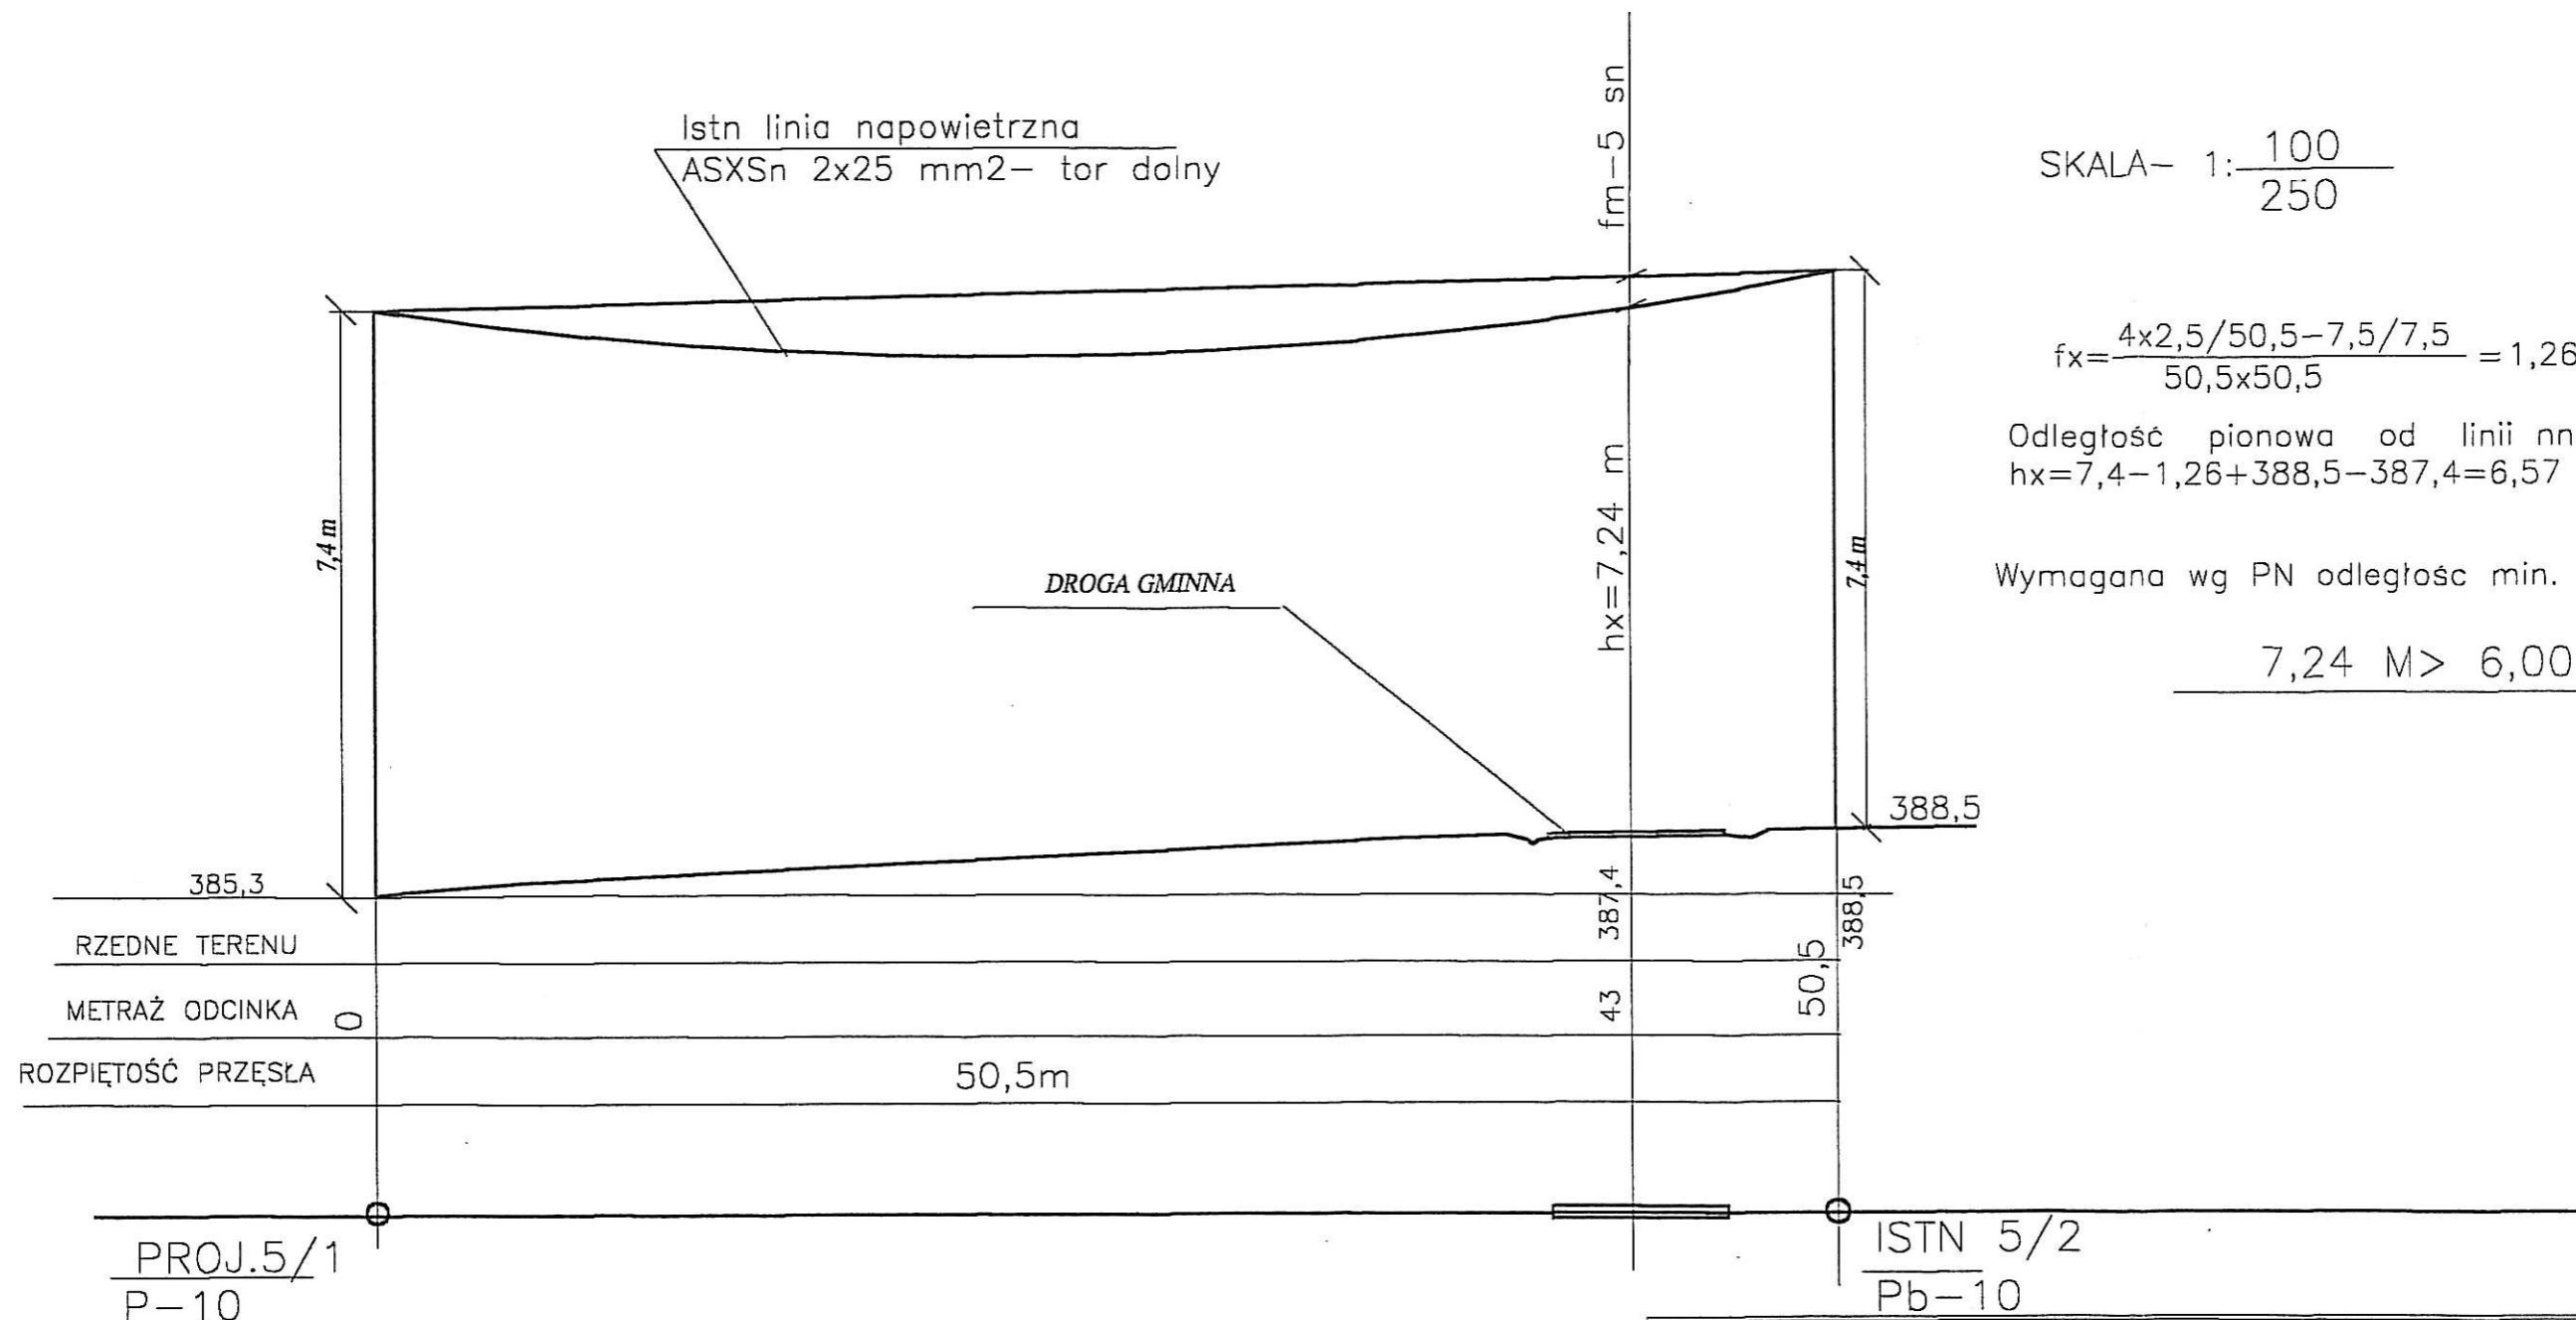 Istn linia napowietrzna
ASXSn 2x25 mm2– tor dolny
fm–5 sn
SKALA– 1: 100
250
fx= 4x2,5/50,5–7,5/7,5 =1,26
50,5x50,5
Odległość pionowa od linii nn
hx=7,4–1,26+388,5–387,4=6,57
Wymagana wg PN odległośc min.
7,24 M> 6,00
7,4 m
hx=7,24 m
7,4 m
DROGA GMINNA
388,5
385,3
387,4
388,5
RZEDNE TERENU
METRAŻ ODCINKA
0
43
50,5
ROZPIĘTOŚĆ PRZĘSŁA
50,5m
PROJ.5/1
P–10
ISTN 5/2
Pb–10